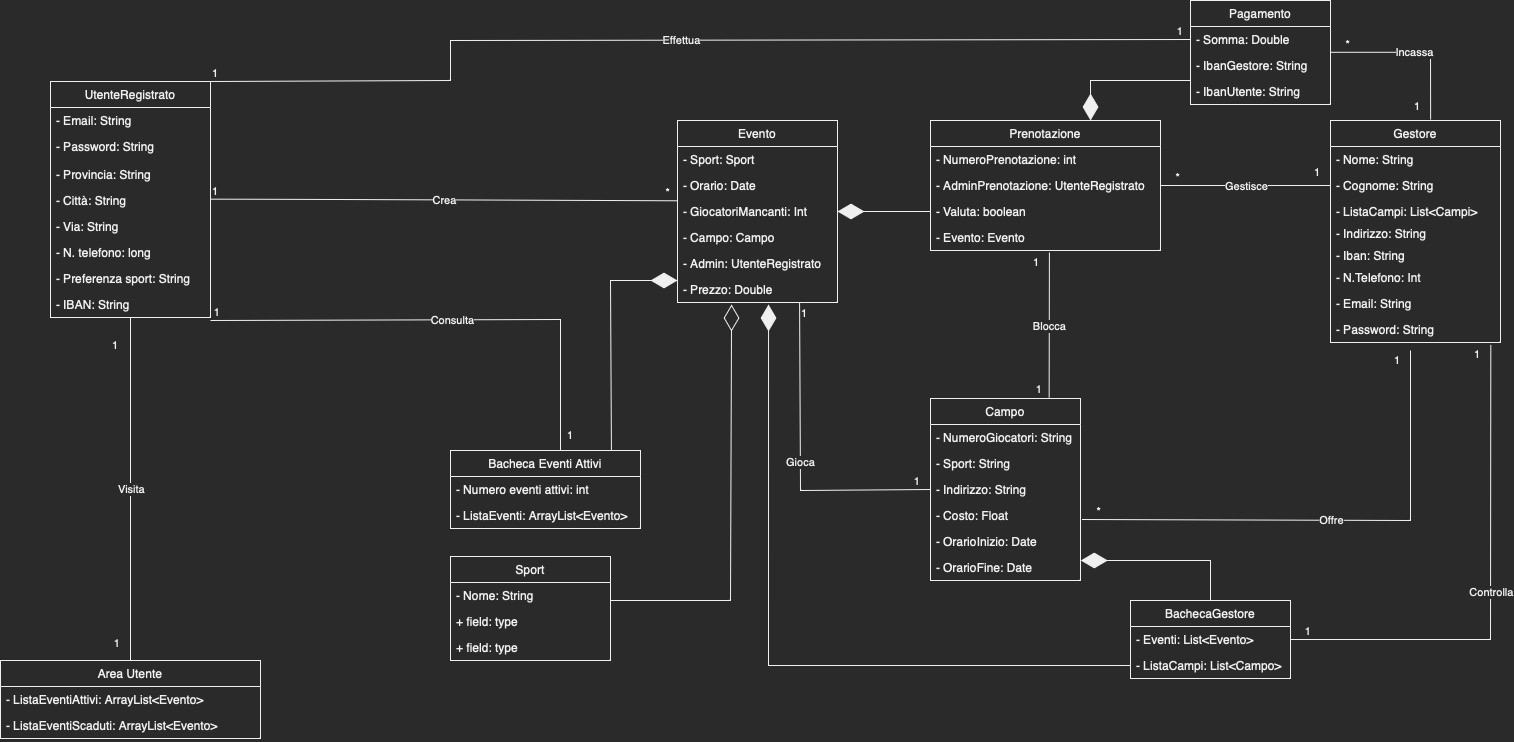 Pagamento
- Somma: Double
- IbanGestore: String
- IbanUtente: String
1
Effettua
1
*
Incassa
1
UtenteRegistrato
- Email: String
- Password: String
- Provincia: String
- Città: String
- Via: String
- N. telefono: long
- Preferenza sport: String
- IBAN: String
1
Crea
*
Evento
- Sport: Sport
- Orario: Date
- GiocatoriMancanti: Int
- Campo: Campo
- Admin: UtenteRegistrato
- Prezzo: Double
Prenotazione
- NumeroPrenotazione: int
- AdminPrenotazione: UtenteRegistrato
- Valuta: boolean
- Evento: Evento
*
Gestisce
1
Gestore
- Nome: String
- Cognome: String
- ListaCampi: List<Campi>
- Indirizzo: String
- Iban: String
- N.Telefono: Int
- Email: String
- Password: String
1
Consulta
1
1
Blocca
1
1
Gioca
1
Campo
- NumeroGiocatori: String
- Sport: String
- Indirizzo: String
- Costo: Float
- OrarioInizio: Date
- OrarioFine: Date
*
Offre
1
1
Controlla
1
Bacheca Eventi Attivi
- Numero eventi attivi: int
- ListaEventi: ArrayList<Evento>
Sport
- Nome: String
+ field: type
+ field: type
BachecaGestore
- Eventi: List<Evento>
- ListaCampi: List<Campo>
1
Visita
1
Area Utente
- ListaEventiAttivi: ArrayList<Evento>
- ListaEventiScaduti: ArrayList<Evento>